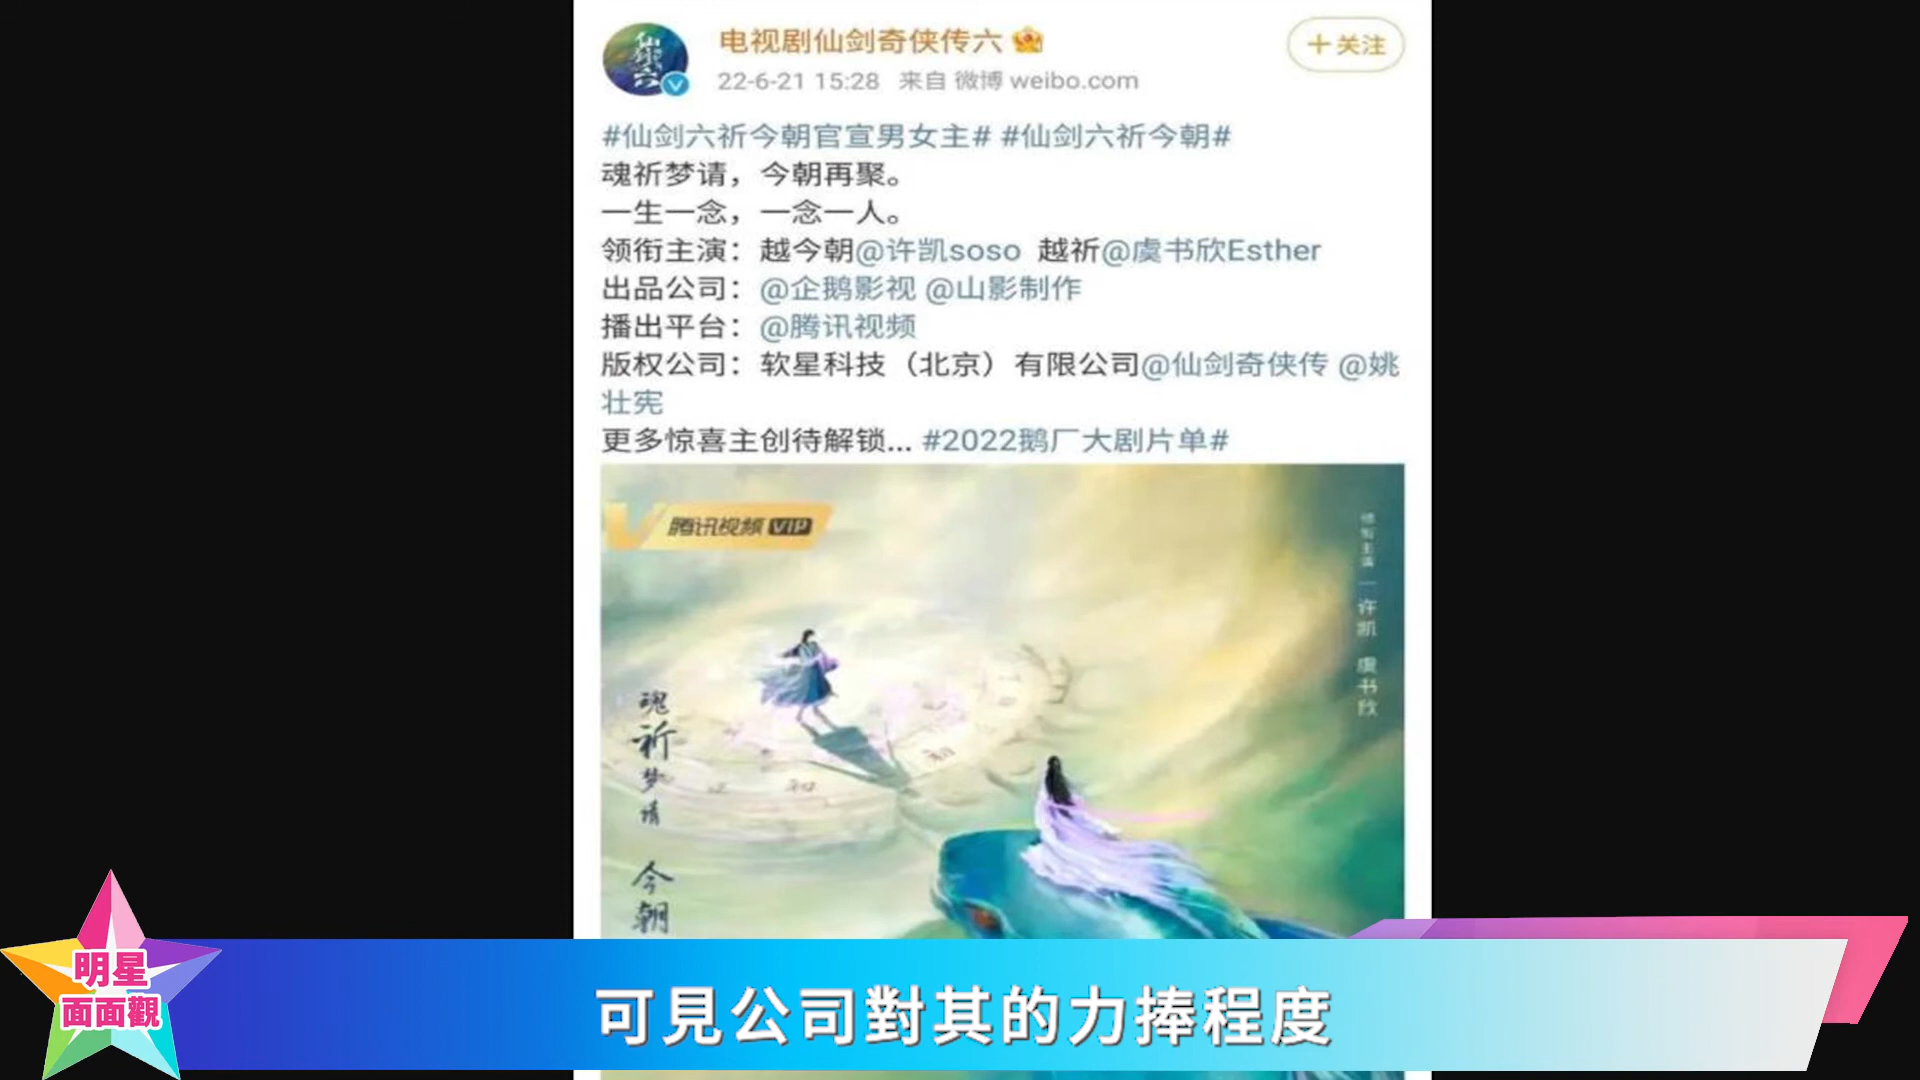 仙剑六
电视剧仙剑奇侠传六
+关注
22-6-21 15:28 来自 微博 weibo.com
#仙剑六祈今朝官宣男女主# #仙剑六祈今朝#
魂祈梦请，今朝再聚。
一生一念，一念一人。
领衔主演：越今朝@许凯soso 越祈@虞书欣Esther
出品公司：@企鹅影视 @山影制作
播出平台：@腾讯视频
版权公司：软星科技（北京）有限公司@仙剑奇侠传 @姚
壮宪
更多惊喜主创待解锁... #2022鹅厂大剧片单#
腾讯视频 VIP
领衔主演 — 许凯 虞书欣
魂祈梦请 今朝
明星
面面觀
可見公司對其的力捧程度